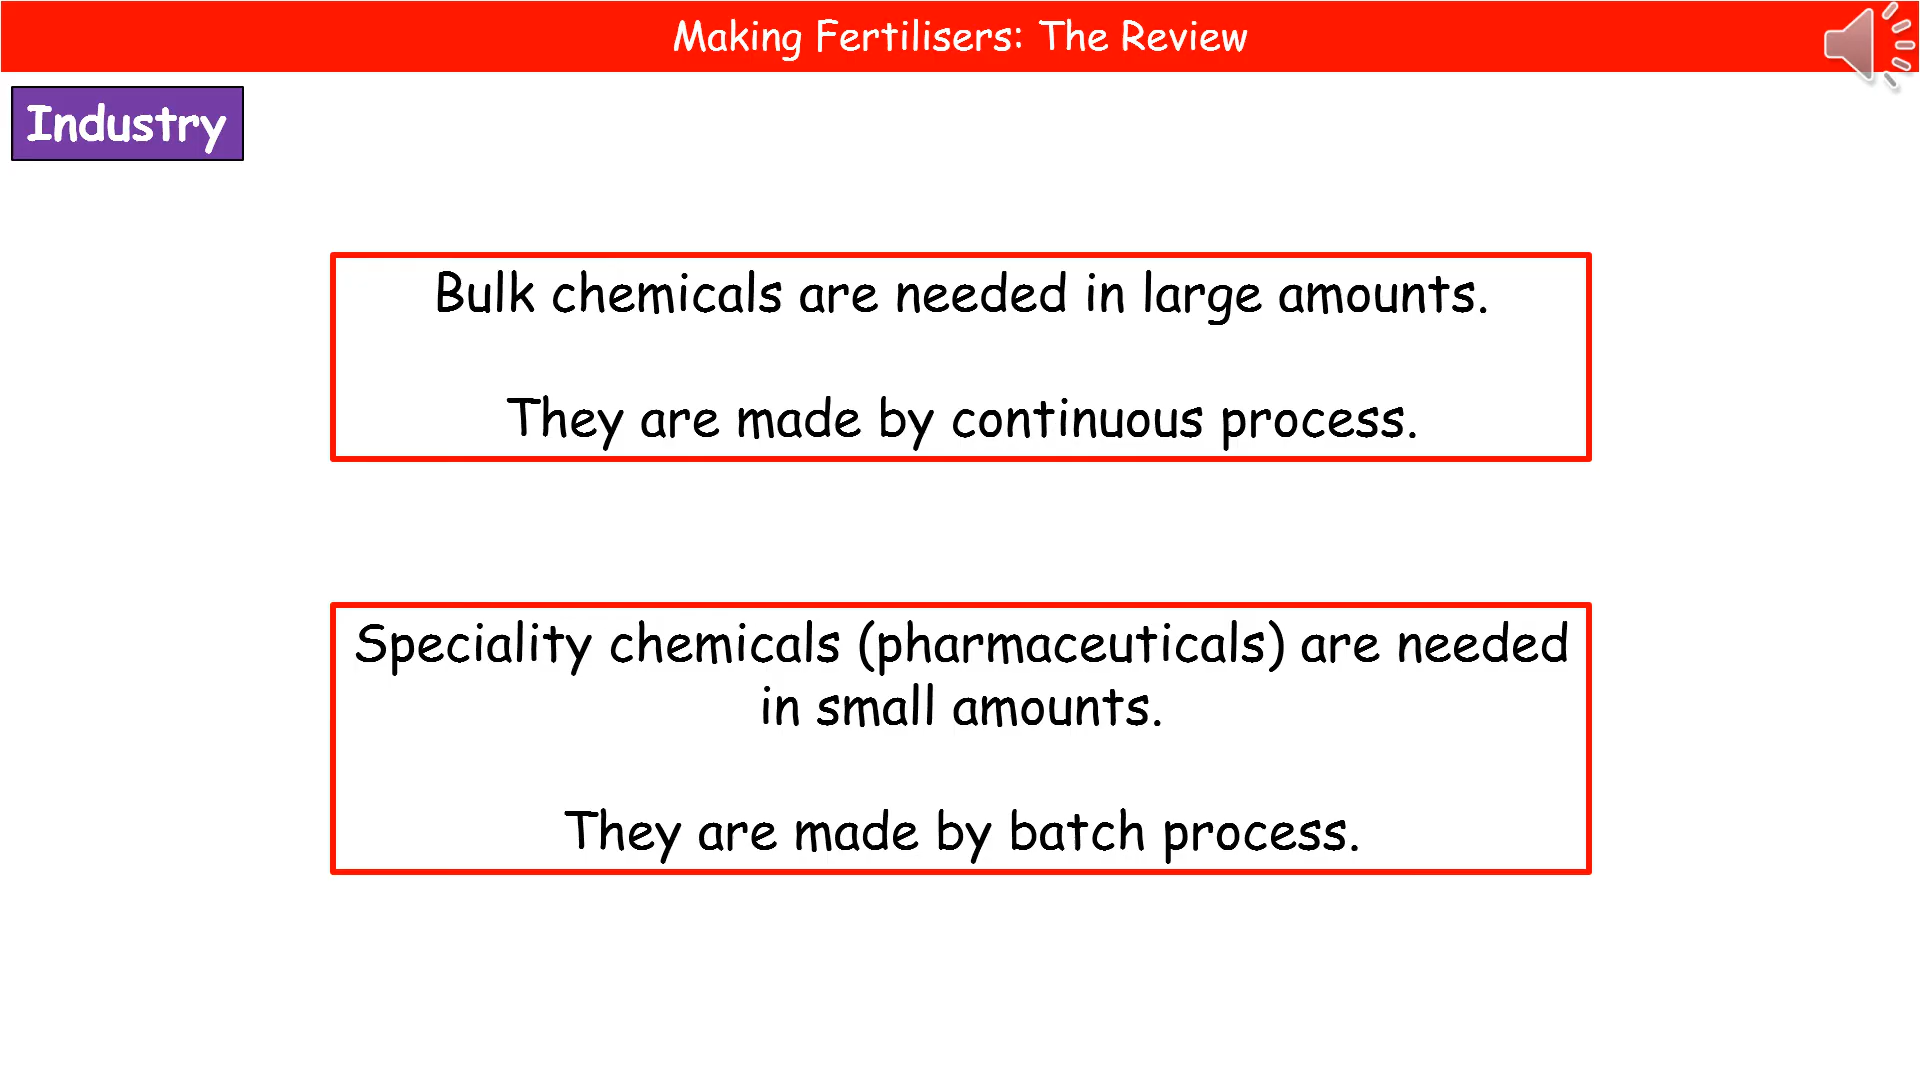 Making Fertilisers: The Review
Industry
Bulk chemicals are needed in large amounts.
They are made by continuous process.
Speciality chemicals (pharmaceuticals) are needed
in small amounts.
They are made by batch process.